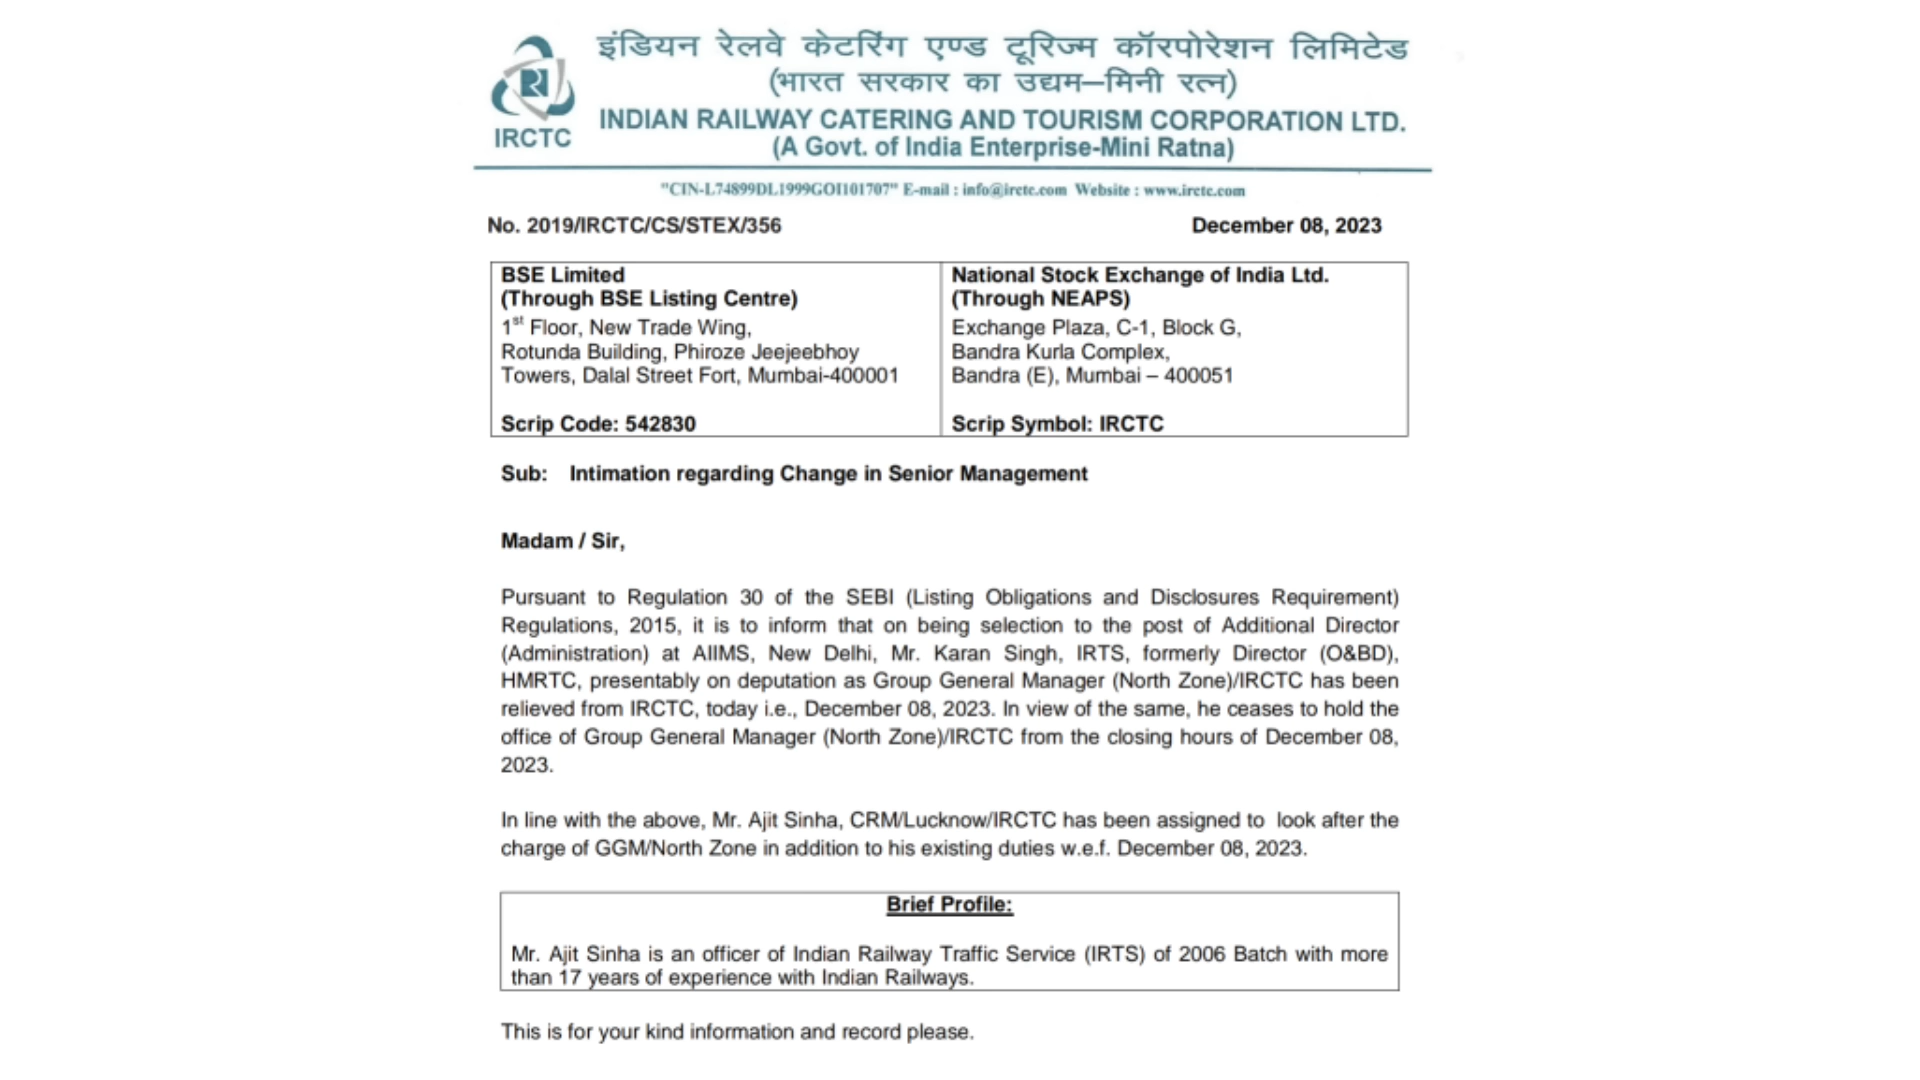 इंडियन रेलवे केटरिंग एण्ड टूरिज्म कॉरपोरेशन लिमिटेड
(भारत सरकार का उद्यम–मिनी रत्न)
IRCTC
INDIAN RAILWAY CATERING AND TOURISM CORPORATION LTD.
(A Govt. of India Enterprise-Mini Ratna)
"CIN-L74899DL1999GOI101707" E-mail : info@irctc.com Website : www.irctc.com
No. 2019/IRCTC/CS/STEX/356
December 08, 2023
BSE Limited
(Through BSE Listing Centre)
1st Floor, New Trade Wing,
Rotunda Building, Phiroze Jeejeebhoy
Towers, Dalal Street Fort, Mumbai-400001
Scrip Code: 542830
National Stock Exchange of India Ltd.
(Through NEAPS)
Exchange Plaza, C-1, Block G,
Bandra Kurla Complex,
Bandra (E), Mumbai – 400051
Scrip Symbol: IRCTC
Sub: Intimation regarding Change in Senior Management
Madam / Sir,
Pursuant to Regulation 30 of the SEBI (Listing Obligations and Disclosures Requirement)
Regulations, 2015, it is to inform that on being selection to the post of Additional Director
(Administration) at AIIMS, New Delhi, Mr. Karan Singh, IRTS, formerly Director (O&BD),
HMRTC, presentably on deputation as Group General Manager (North Zone)/IRCTC has been
relieved from IRCTC, today i.e., December 08, 2023. In view of the same, he ceases to hold the
office of Group General Manager (North Zone)/IRCTC from the closing hours of December 08,
2023.
In line with the above, Mr. Ajit Sinha, CRM/Lucknow/IRCTC has been assigned to look after the
charge of GGM/North Zone in addition to his existing duties w.e.f. December 08, 2023.
Brief Profile:
Mr. Ajit Sinha is an officer of Indian Railway Traffic Service (IRTS) of 2006 Batch with more
than 17 years of experience with Indian Railways.
This is for your kind information and record please.